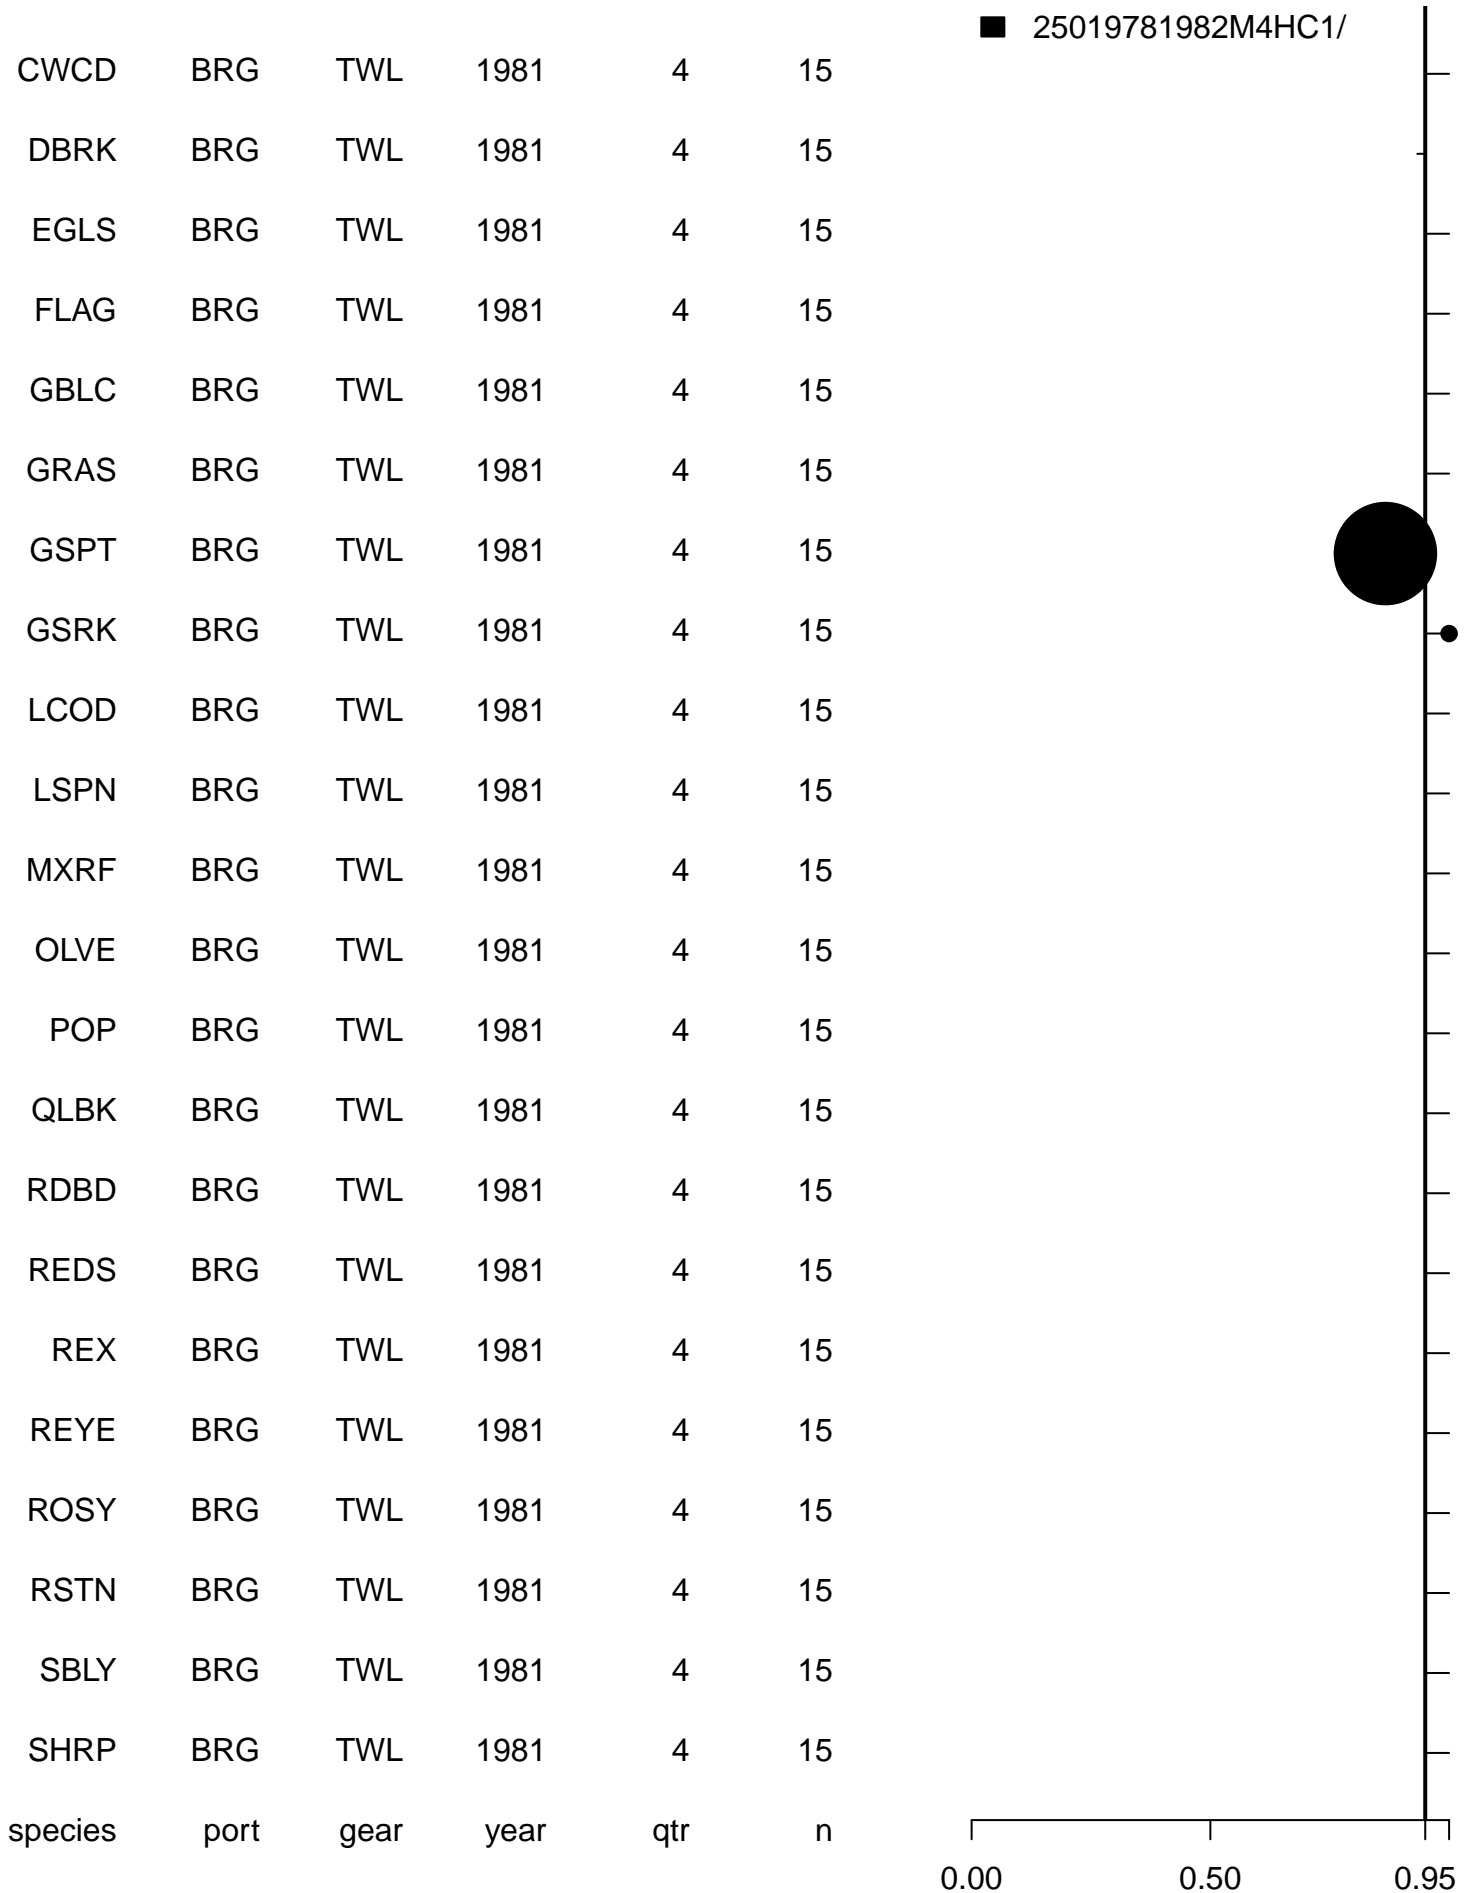 25019781982M4HC1/
CWCD BRG TWL 1981 4 15
DBRK BRG TWL 1981 4 15
EGLS BRG TWL 1981 4 15
FLAG BRG TWL 1981 4 15
GBLC BRG TWL 1981 4 15
GRAS BRG TWL 1981 4 15
GSPT BRG TWL 1981 4 15
GSRK BRG TWL 1981 4 15
LCOD BRG TWL 1981 4 15
LSPN BRG TWL 1981 4 15
MXRF BRG TWL 1981 4 15
OLVE BRG TWL 1981 4 15
POP BRG TWL 1981 4 15
QLBK BRG TWL 1981 4 15
RDBD BRG TWL 1981 4 15
REDS BRG TWL 1981 4 15
REX BRG TWL 1981 4 15
REYE BRG TWL 1981 4 15
ROSY BRG TWL 1981 4 15
RSTN BRG TWL 1981 4 15
SBLY BRG TWL 1981 4 15
SHRP BRG TWL 1981 4 15
species port gear year qtr n
0.00 0.50 0.95